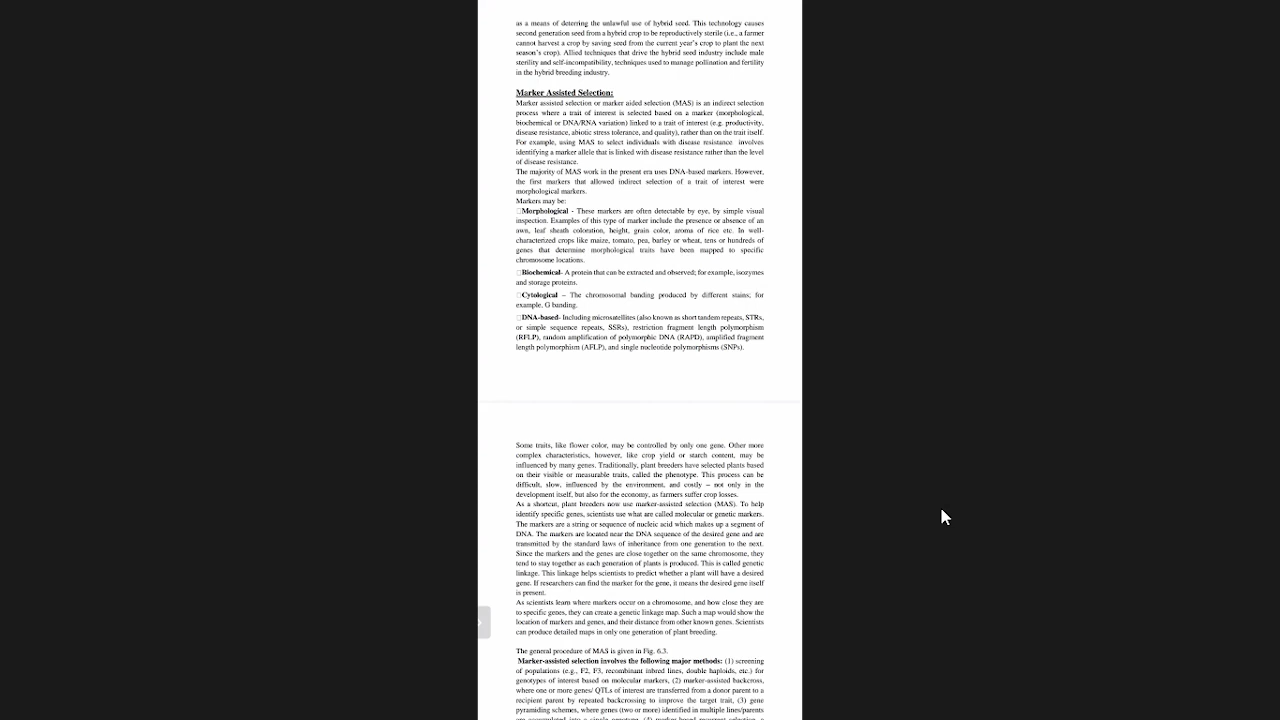 as a means of deterring the unlawful use of hybrid seed. This technology causes
second generation seed from a hybrid crop to be reproductively sterile (i.e., a farmer
cannot harvest a crop by saving seed from the current year's crop to plant the next
season's crop). Allied techniques that drive the hybrid seed industry include male
sterility and self-incompatibility, techniques used to manage pollination and fertility
in the hybrid breeding industry.
Marker Assisted Selection:
Marker assisted selection or marker aided selection (MAS) is an indirect selection
process where a trait of interest is selected based on a marker (morphological,
biochemical or DNA/RNA variation) linked to a trait of interest (e.g. productivity,
disease resistance, abiotic stress tolerance, and quality), rather than on the trait itself.
For example, using MAS to select individuals with disease resistance involves
identifying a marker allele that is linked with disease resistance rather than the level
of disease resistance.
The majority of MAS work in the present era uses DNA-based markers. However,
the first markers that allowed indirect selection of a trait of interest were
morphological markers.
Markers may be:
Morphological - These markers are often detectable by eye, by simple visual
inspection. Examples of this type of marker include the presence or absence of an
awn, leaf sheath coloration, height, grain color, aroma of rice etc. In well-
characterized crops like maize, tomato, pea, barley or wheat, tens or hundreds of
genes that determine morphological traits have been mapped to specific
chromosome locations.
Biochemical- A protein that can be extracted and observed; for example, isozymes
and storage proteins.
Cytological – The chromosomal banding produced by different stains; for
example, G banding.
DNA-based- Including microsatellites (also known as short tandem repeats, STRs,
or simple sequence repeats, SSRs), restriction fragment length polymorphism
(RFLP), random amplification of polymorphic DNA (RAPD), amplified fragment
length polymorphism (AFLP), and single nucleotide polymorphisms (SNPs).
Some traits, like flower color, may be controlled by only one gene. Other more
complex characteristics, however, like crop yield or starch content, may be
influenced by many genes. Traditionally, plant breeders have selected plants based
on their visible or measurable traits, called the phenotype. This process can be
difficult, slow, influenced by the environment, and costly – not only in the
development itself, but also for the economy, as farmers suffer crop losses.
As a shortcut, plant breeders now use marker-assisted selection (MAS). To help
identify specific genes, scientists use what are called molecular or genetic markers.
The markers are a string or sequence of nucleic acid which makes up a segment of
DNA. The markers are located near the DNA sequence of the desired gene and are
transmitted by the standard laws of inheritance from one generation to the next.
Since the markers and the genes are close together on the same chromosome, they
tend to stay together as each generation of plants is produced. This is called genetic
linkage. This linkage helps scientists to predict whether a plant will have a desired
gene. If researchers can find the marker for the gene, it means the desired gene itself
is present.
As scientists learn where markers occur on a chromosome, and how close they are
to specific genes, they can create a genetic linkage map. Such a map would show the
location of markers and genes, and their distance from other known genes. Scientists
can produce detailed maps in only one generation of plant breeding.
The general procedure of MAS is given in Fig. 6.3.
Marker-assisted selection involves the following major methods: (1) screening
of populations (e.g., F2, F3, recombinant inbred lines, double haploids, etc.) for
genotypes of interest based on molecular markers, (2) marker-assisted backcross,
where one or more genes/ QTLs of interest are transferred from a donor parent to a
recipient parent by repeated backcrossing to improve the target trait, (3) gene
pyramiding schemes, where genes (two or more) identified in multiple lines/parents
are accumulated into a single genotype, (4) marker-based recurrent selection, a